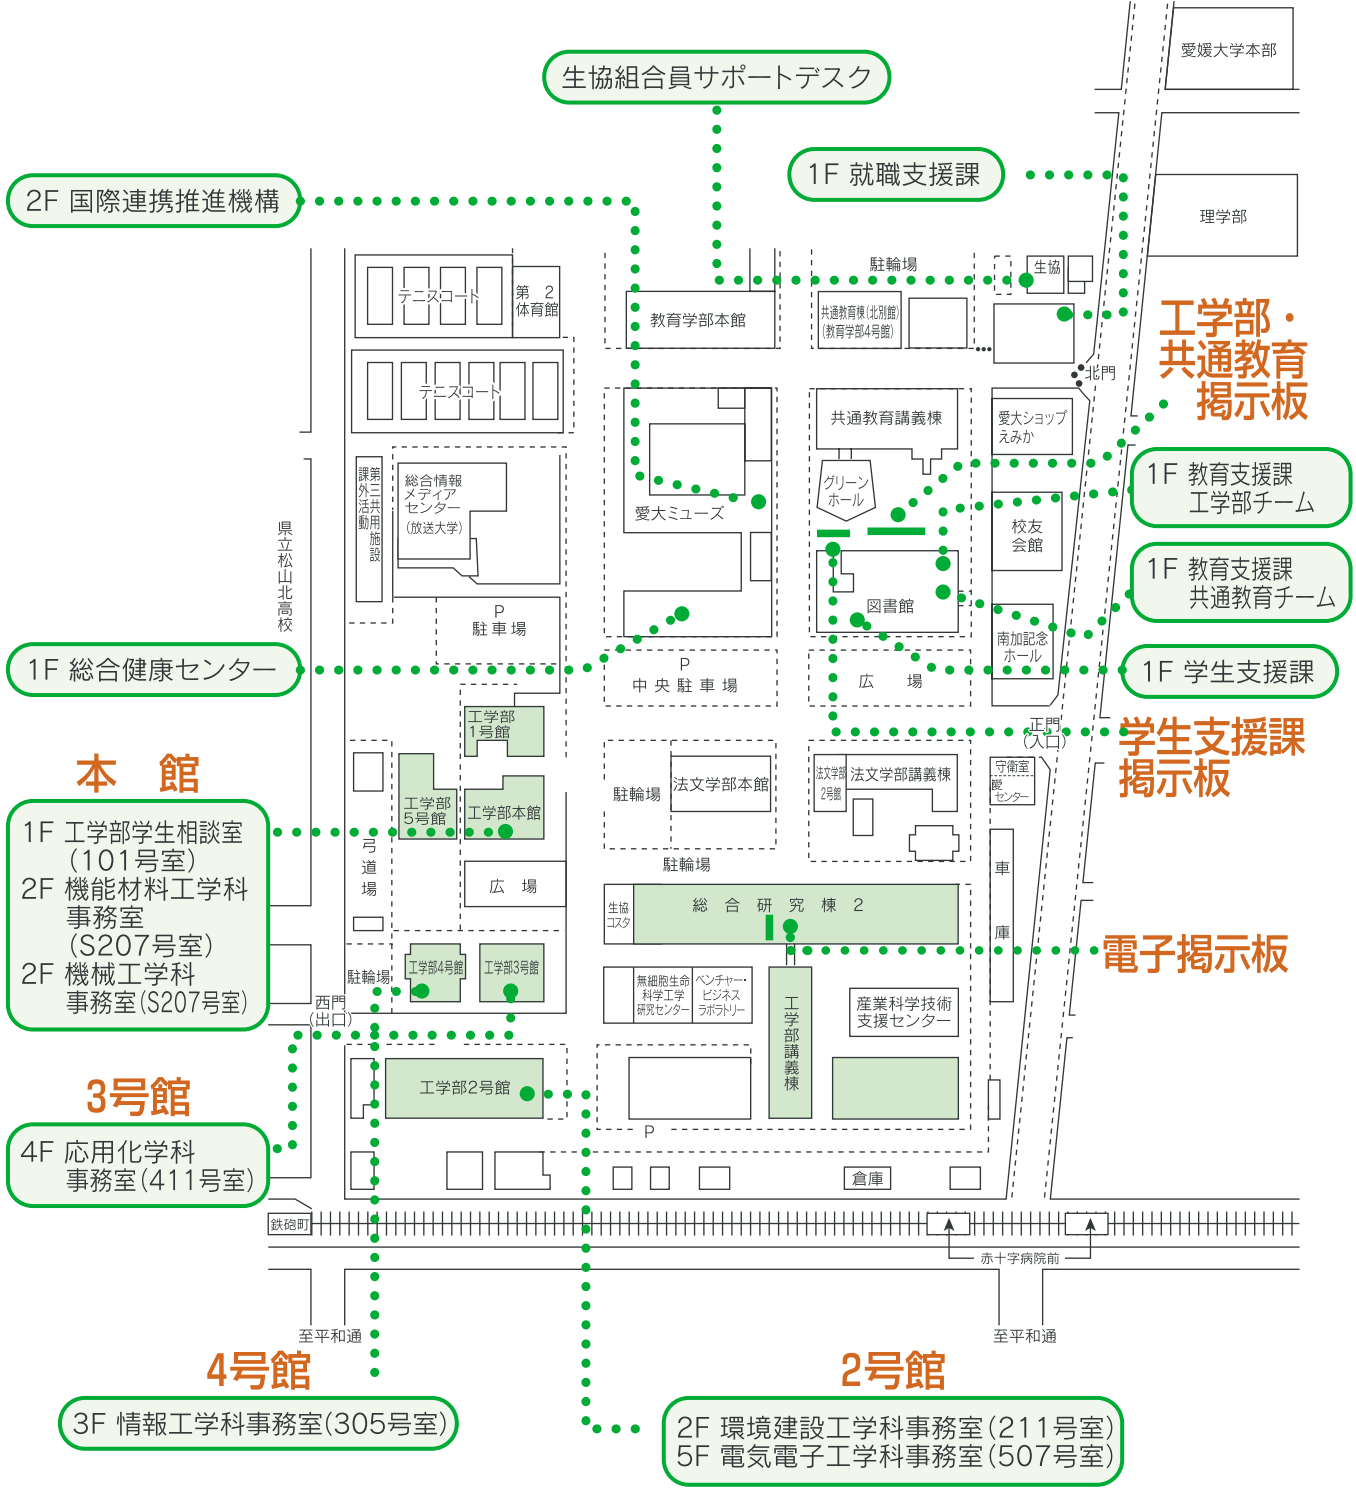 愛媛大学本部
生協組合員サポートデスク
1F 就職支援課
2F 国際連携推進機構
理学部
駐輪場
生協
テニスコート
第 2
体育館
教育学部本館
共通教育棟(北別館)
(教育学部4号館)
工学部・
共通教育
掲示板
北門
テニスコート
共通教育講義棟
愛大ショップ
えみか
第三共用施設
課外活動
総合情報
メディア
センター
(放送大学)
グリーン
ホール
1F 教育支援課
工学部チーム
愛大ミューズ
校友
会館
県立松山北高校
1F 教育支援課
共通教育チーム
図書館
P
駐車場
南加記念
ホール
1F 総合健康センター
P
中央駐車場
広 場
1F 学生支援課
工学部
1号館
正門
(入口)
学生支援課
掲示板
本 館
工学部
5号館
工学部本館
駐輪場
法文学部本館
法文学部
2号館
法文学部講義棟
守衛室
愛
センター
1F 工学部学生相談室
(101号室)
2F 機能材料工学科
事務室
(S207号室)
2F 機械工学科
事務室(S207号室)
弓道場
広 場
駐輪場
車
庫
生協
コスタ
総合研究棟2
電子掲示板
駐輪場
工学部4号館
工学部3号館
無細胞生命
科学工学
研究センター
ベンチャー・
ビジネス
ラボラトリー
工学部講義棟
産業科学技術
支援センター
西門
(出口)
3号館
工学部2号館
4F 応用化学科
事務室(411号室)
P
倉庫
鉄砲町
赤十字病院前
至平和通
至平和通
4号館
3F 情報工学科事務室(305号室)
2号館
2F 環境建設工学科事務室(211号室)
5F 電気電子工学科事務室(507号室)